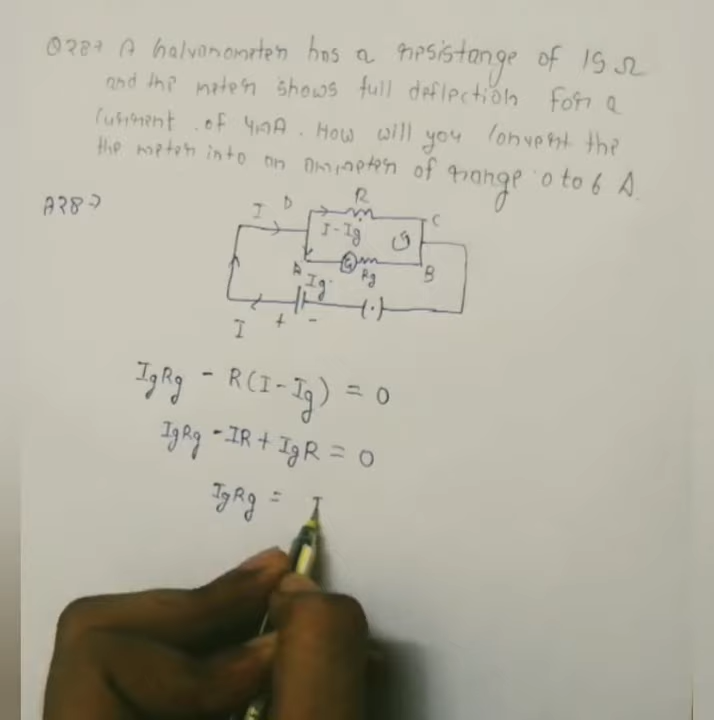 Q28→ A galvanometer has a resistange of 15 Ω
and the meter shows full deflection for a
current of 4mA. How will you convert the
the meter into an ammeter of range 0 to 6 A.
A28→
R
I D C
I-Ig G
A G Rg B
Ig
I + -
IgRg - R(I-Ig) = 0
IgRg - IR + IgR = 0
IgRg = I